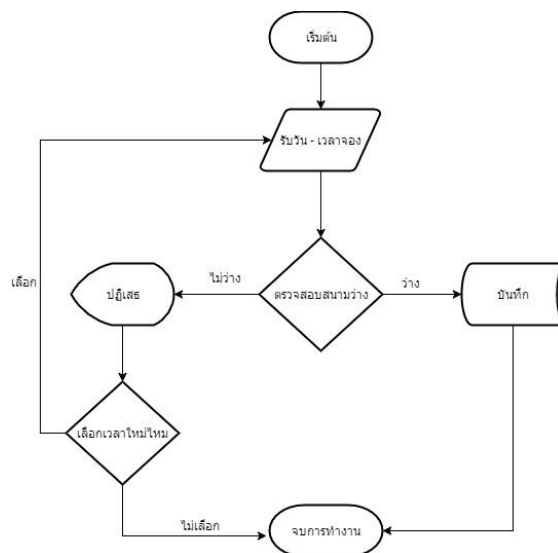 เริ่มต้น
รับวัน - เวลาจอง
เลือก
ไม่ว่าง
ว่าง
ปฏิเสธ
ตรวจสอบสนามว่าง
บันทึก
เลือกเวลาใหม่ไหม
ไม่เลือก
จบการทำงาน